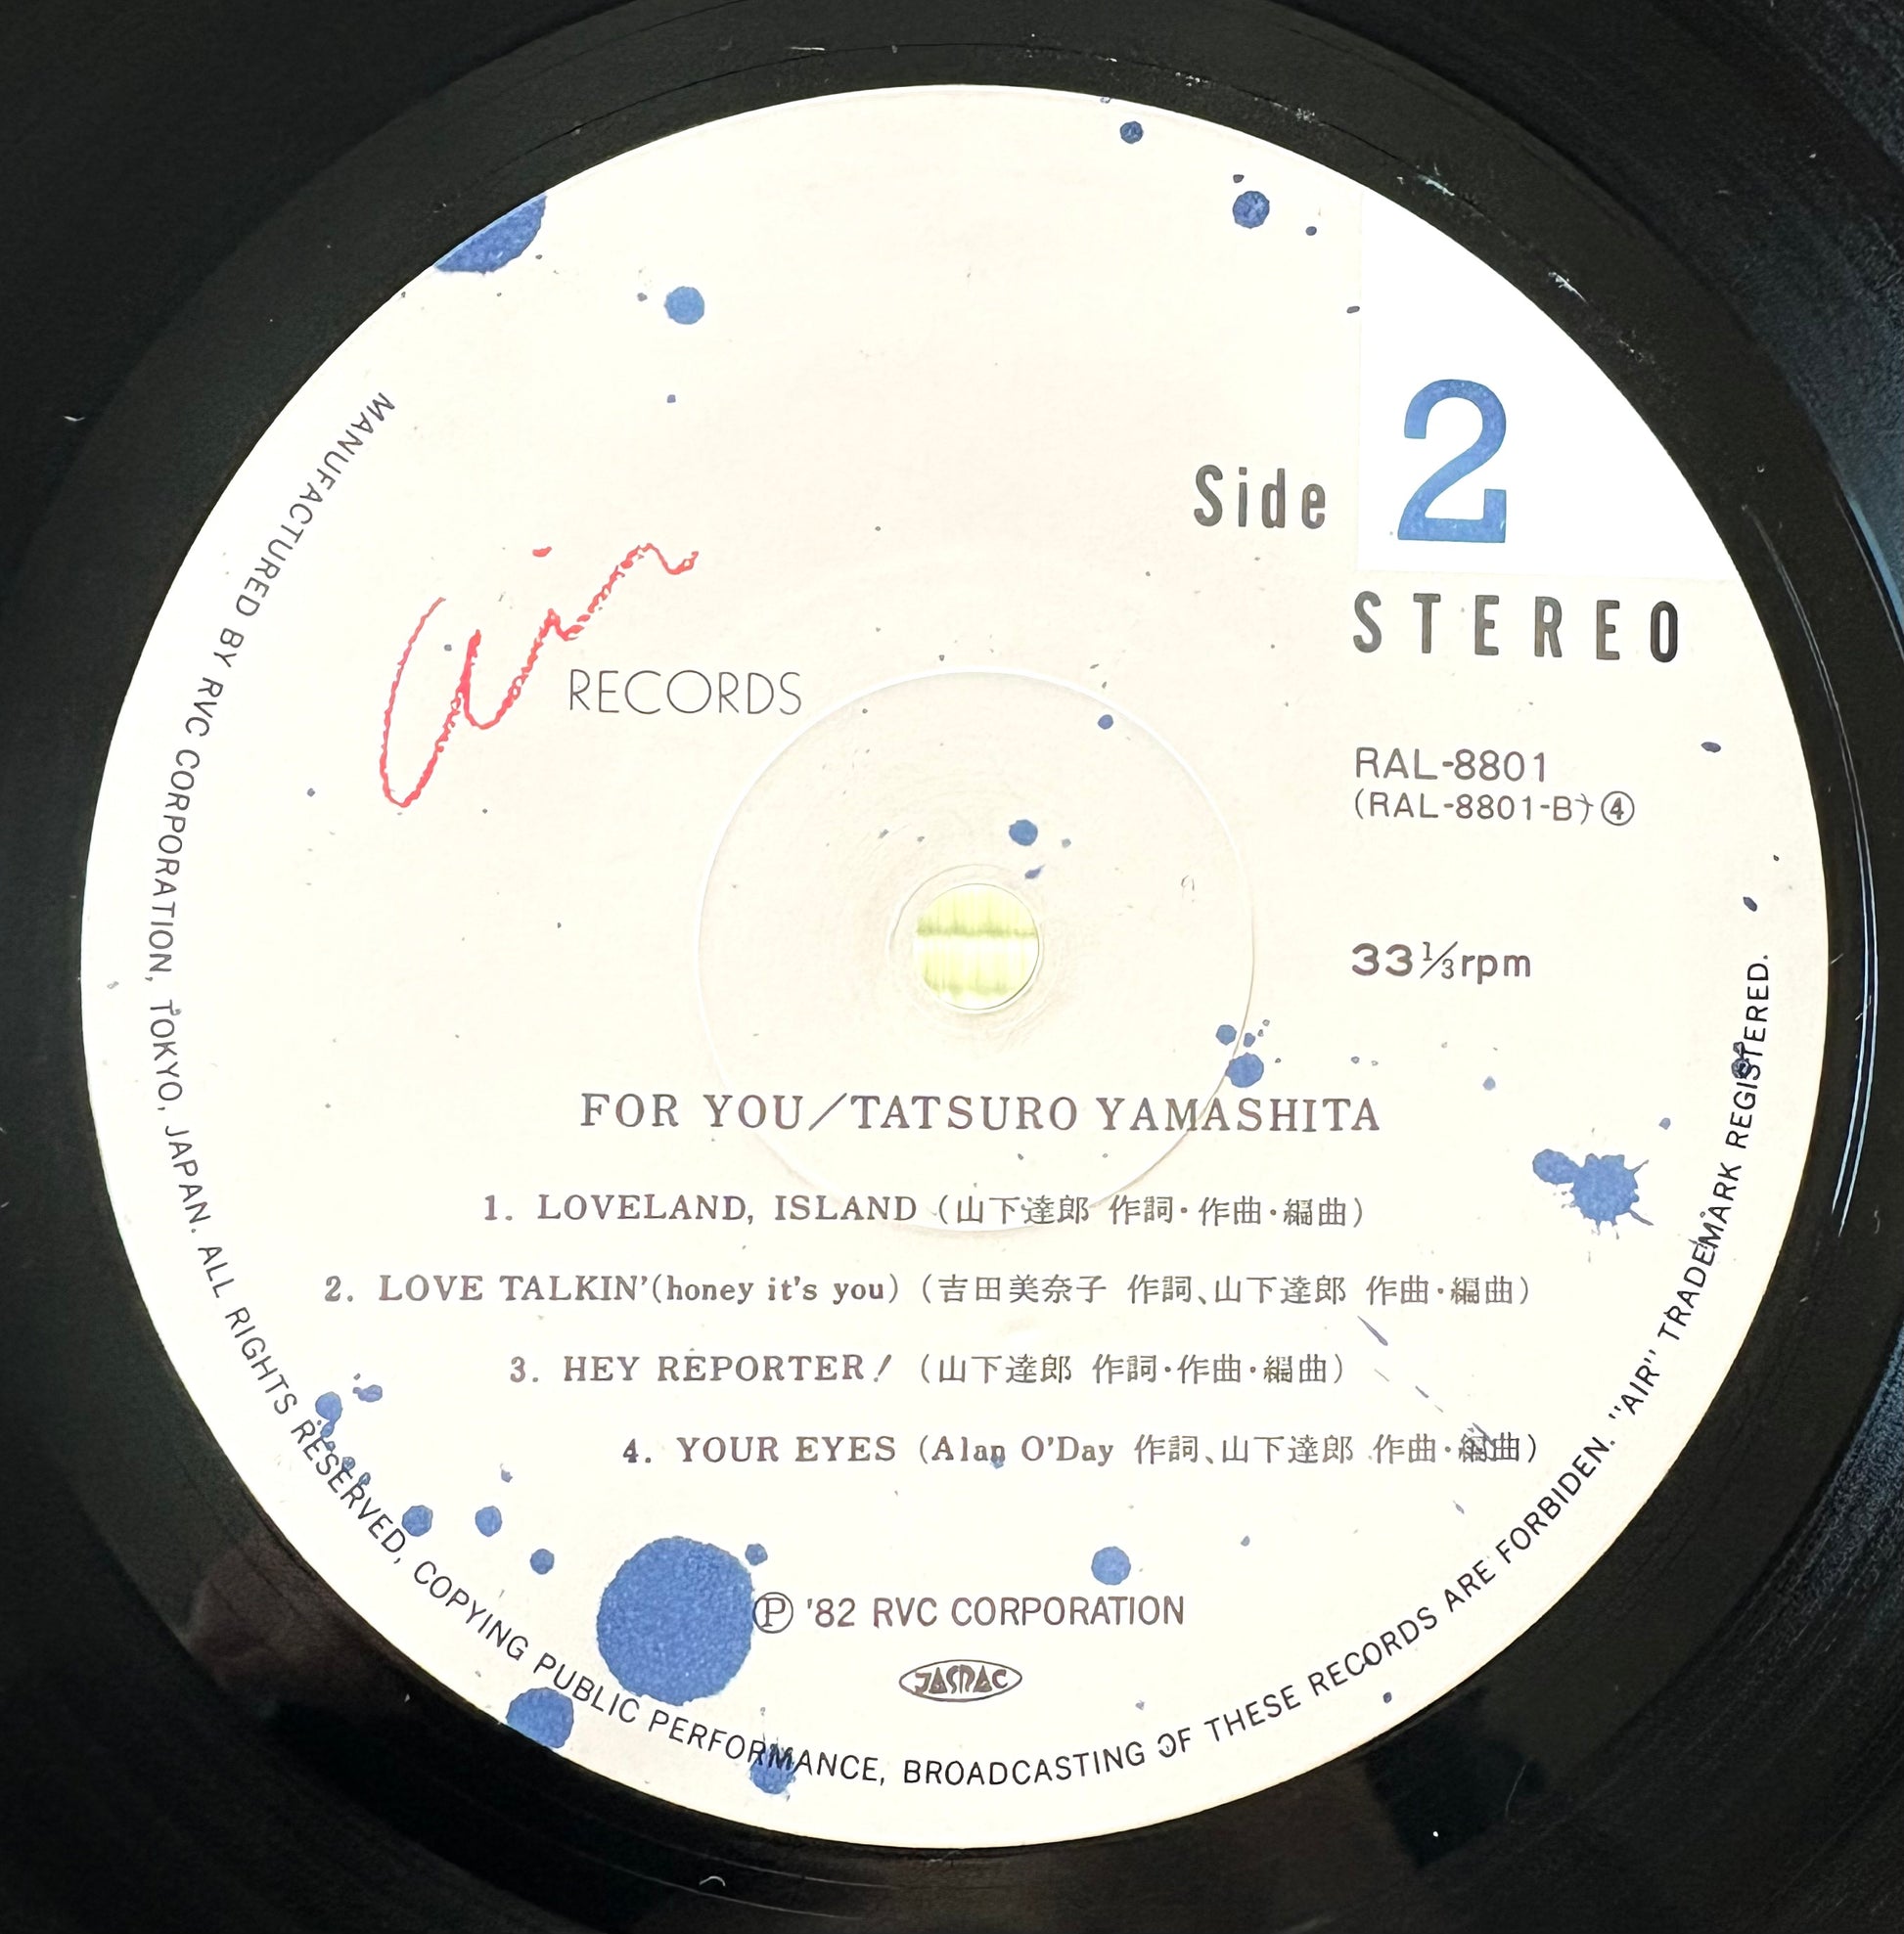 Side 2
STEREO
Air
RECORDS
RAL-8801
(RAL-8801-B) ④
33⅓rpm
FOR YOU／TATSURO YAMASHITA
1. LOVELAND, ISLAND (山下達郎 作詞・作曲・編曲)
2. LOVE TALKIN'(honey it's you) (吉田美奈子 作詞、山下達郎 作曲・編曲)
3. HEY REPORTER! (山下達郎 作詞・作曲・編曲)
4. YOUR EYES (Alan O'Day 作詞、山下達郎 作曲・編曲)
Ⓟ '82 RVC CORPORATION
JASRAC
MANUFACTURED BY RVC CORPORATION, TOKYO, JAPAN. ALL RIGHTS RESERVED, COPYING PUBLIC PERFORMANCE, BROADCASTING OF THESE RECORDS ARE FORBIDEN. "AIR" TRADEMARK REGISTERED.